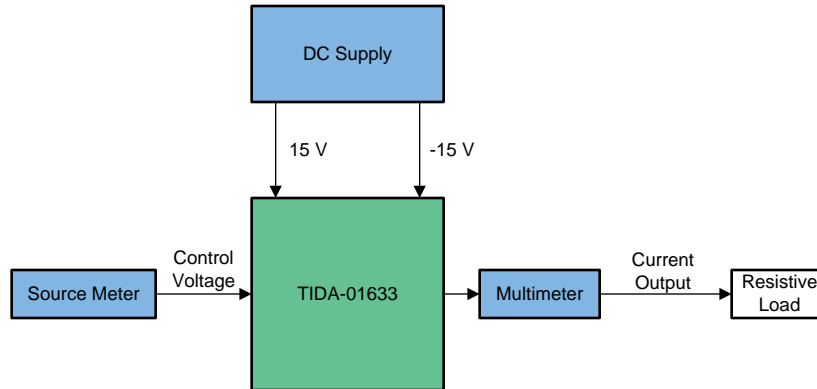 DC Supply
15 V
-15 V
Control
Voltage
Source Meter
TIDA-01633
Multimeter
Current
Output
Resistive
Load